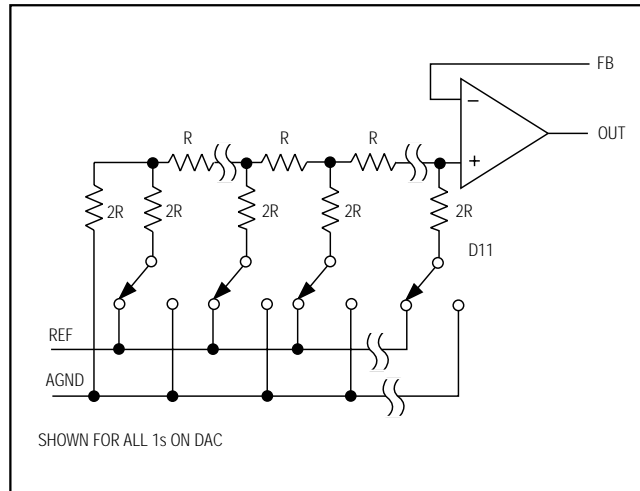 FB
−
OUT
R R R
+
2R 2R 2R 2R 2R
D11
REF
AGND
SHOWN FOR ALL 1s ON DAC